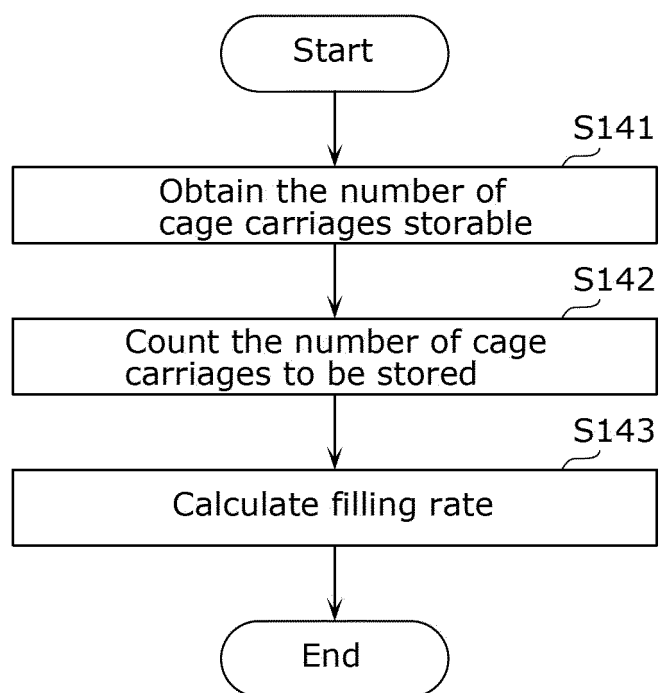 Start
S141
Obtain the number of
cage carriages storable
S142
Count the number of cage
carriages to be stored
S143
Calculate filling rate
End